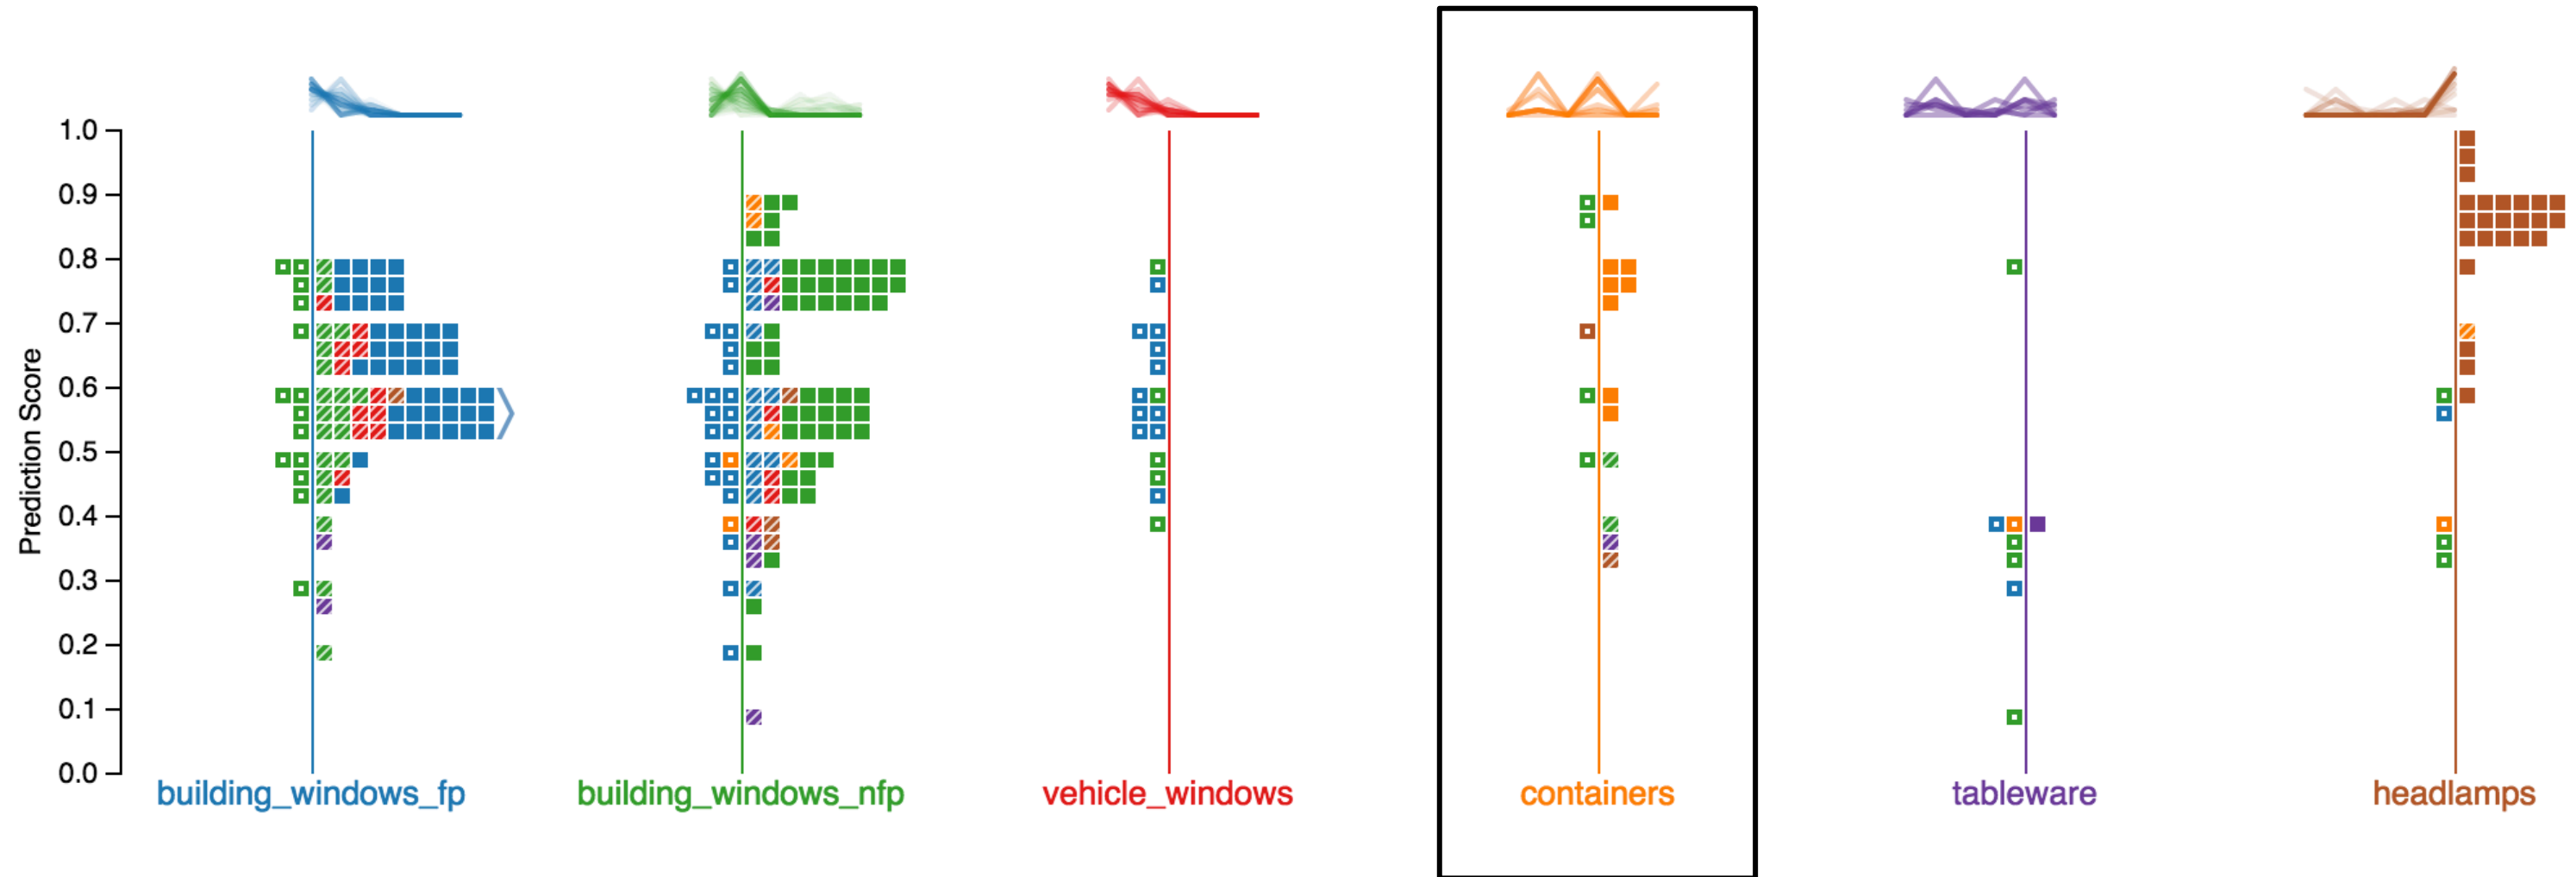 1.0
0.9
0.8
0.7
0.6
0.5
0.4
0.3
0.2
0.1
0.0
Prediction Score
building_windows_fp
building_windows_nfp
vehicle_windows
containers
tableware
headlamps